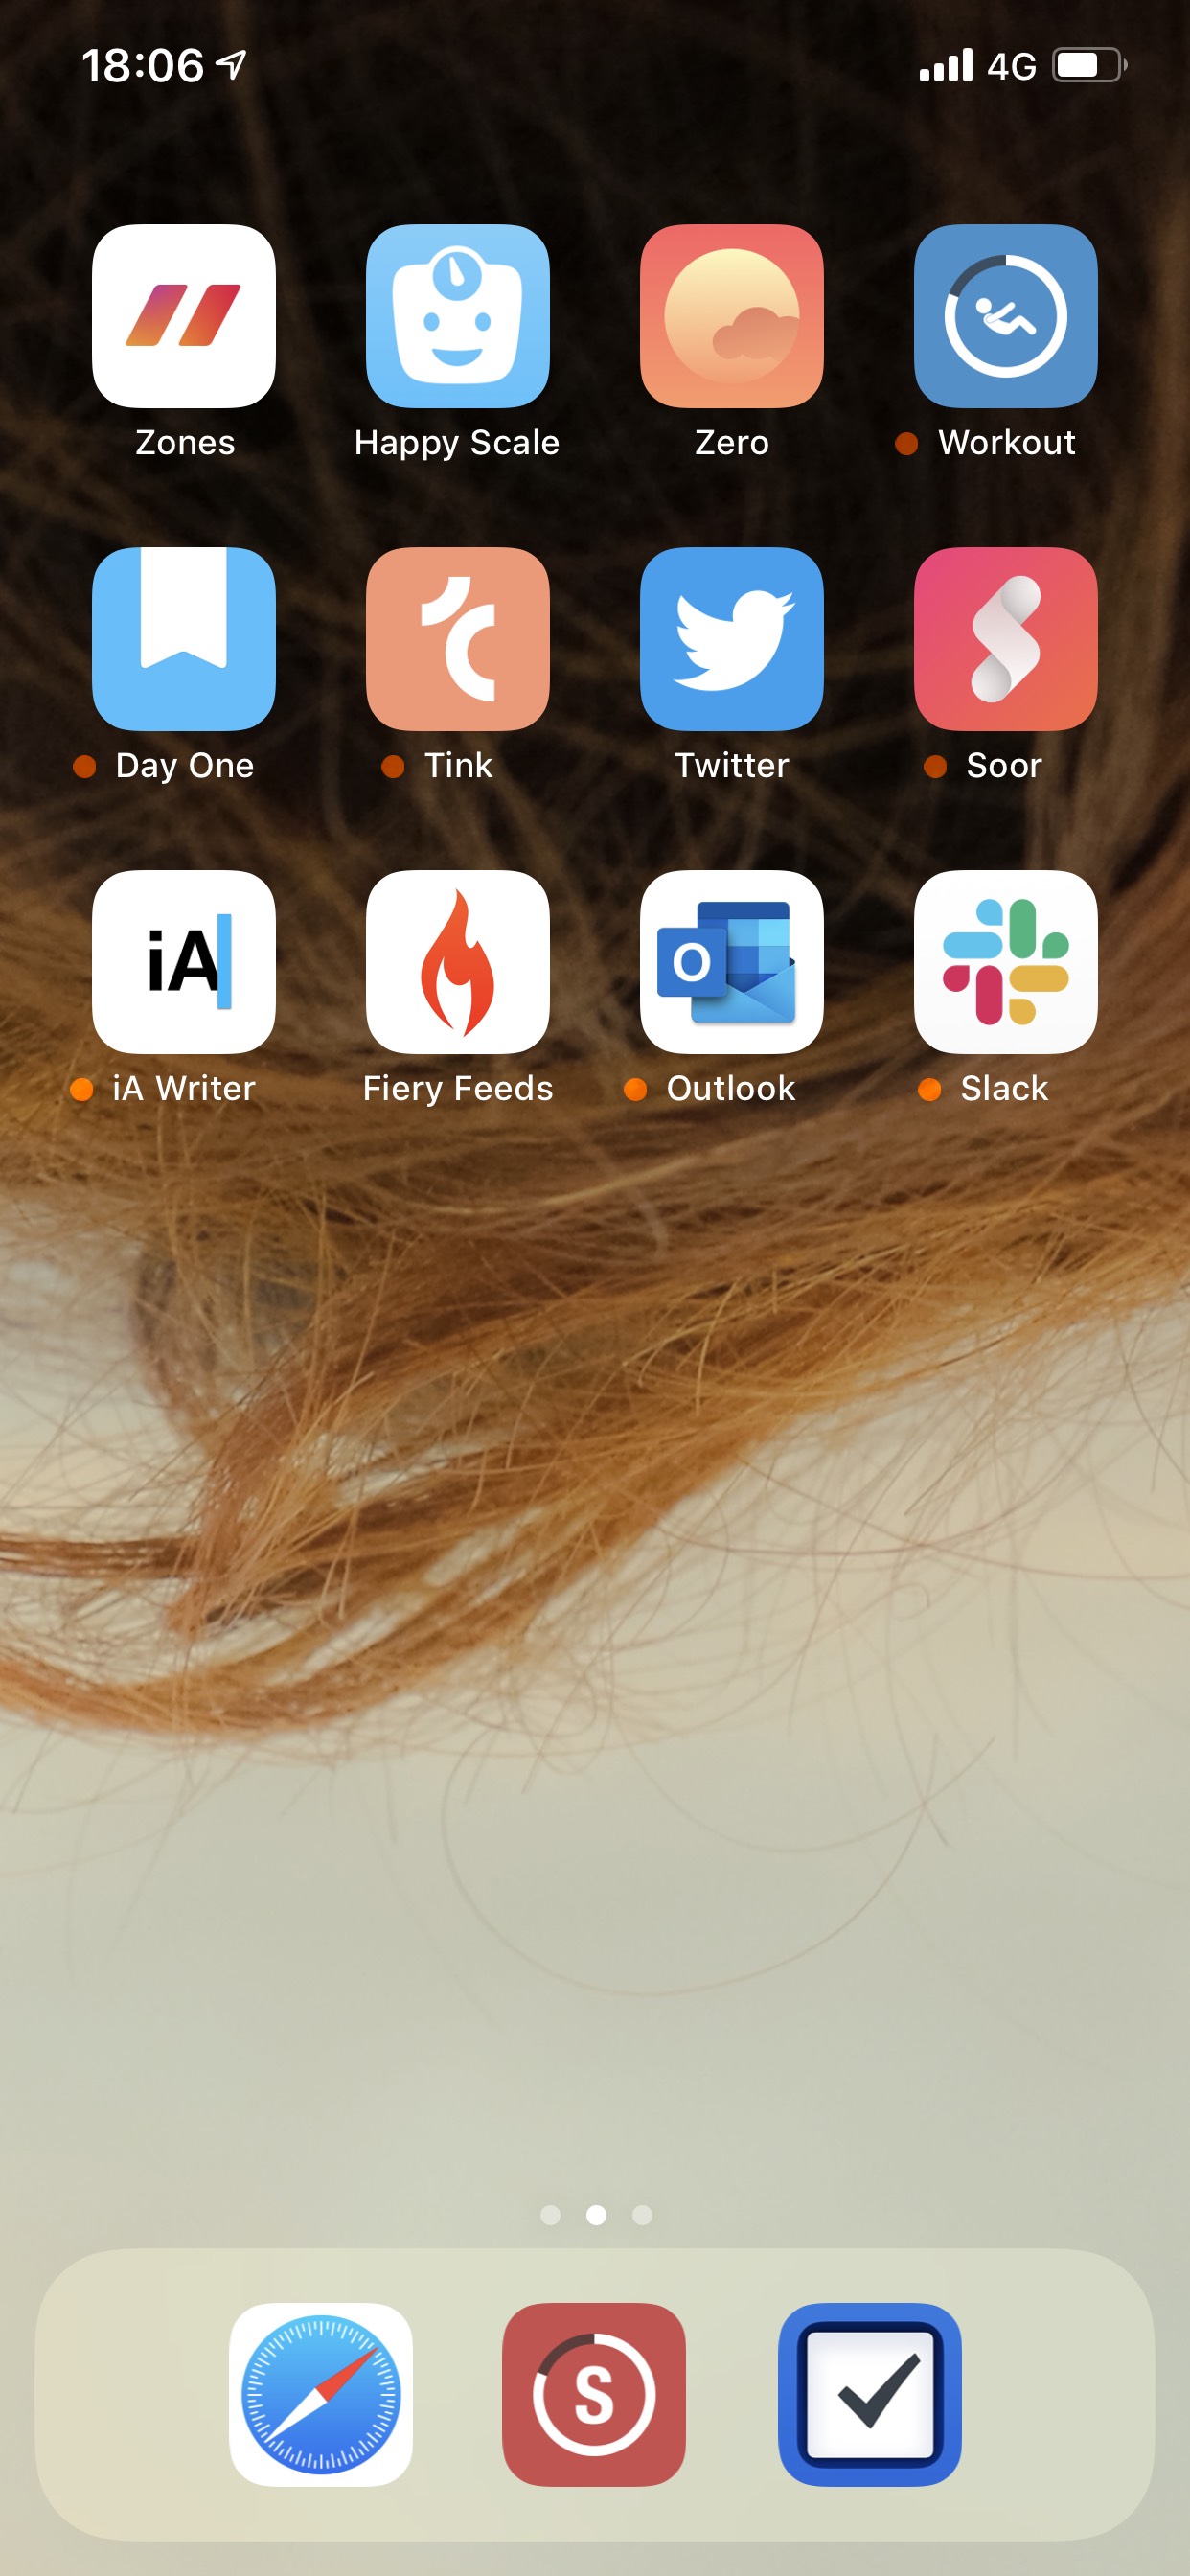 18:06 4G
Zones Happy Scale Zero Workout
Day One Tink Twitter Soor
iA
O
iA Writer Fiery Feeds Outlook Slack
S